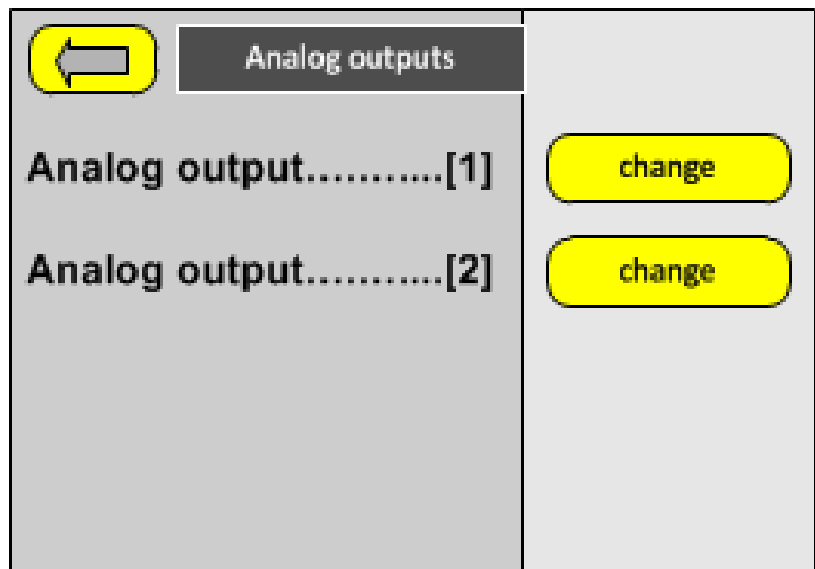 Analog outputs
Analog output...........[1]
change
Analog output...........[2]
change